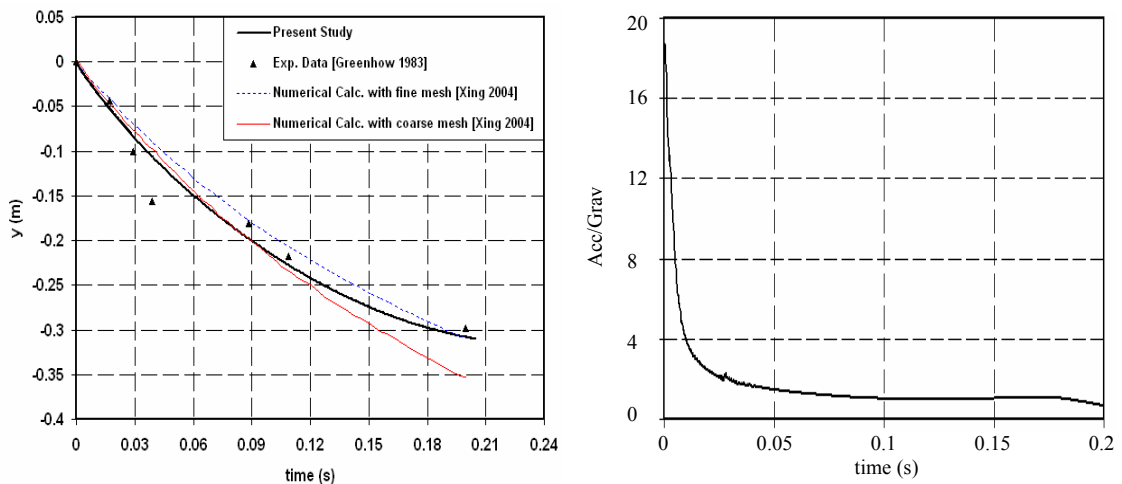 0.05
0
-0.05
-0.1
-0.15
-0.2
-0.25
-0.3
-0.35
-0.4
y (m)
Present Study
Exp. Data [Greenhow 1983]
Numerical Calc. with fine mesh [Xing 2004]
Numerical Calc. with coarse mesh [Xing 2004]
0 0.03 0.06 0.09 0.12 0.15 0.18 0.21 0.24
time (s)
20
16
12
8
4
0
Acc/Grav
0 0.05 0.1 0.15 0.2
time (s)